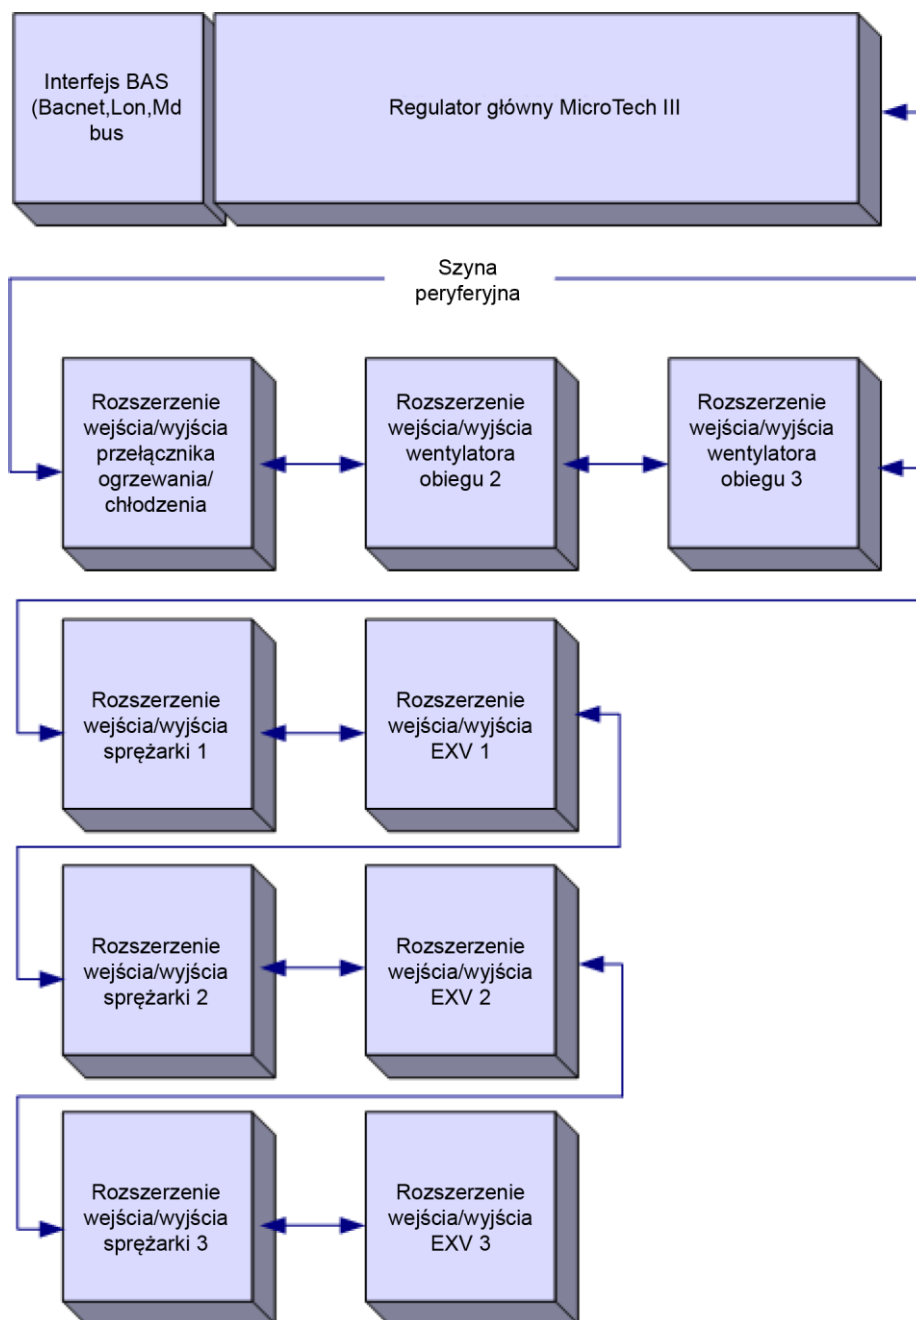 Interfejs BAS
(Bacnet,Lon,Md
bus
Regulator główny MicroTech III
Szyna
peryferyjna
Rozszerzenie
wejścia/wyjścia
przełącznika
ogrzewania/
chłodzenia
Rozszerzenie
wejścia/wyjścia
wentylatora
obiegu 2
Rozszerzenie
wejścia/wyjścia
wentylatora
obiegu 3
Rozszerzenie
wejścia/wyjścia
sprężarki 1
Rozszerzenie
wejścia/wyjścia
EXV 1
Rozszerzenie
wejścia/wyjścia
sprężarki 2
Rozszerzenie
wejścia/wyjścia
EXV 2
Rozszerzenie
wejścia/wyjścia
sprężarki 3
Rozszerzenie
wejścia/wyjścia
EXV 3